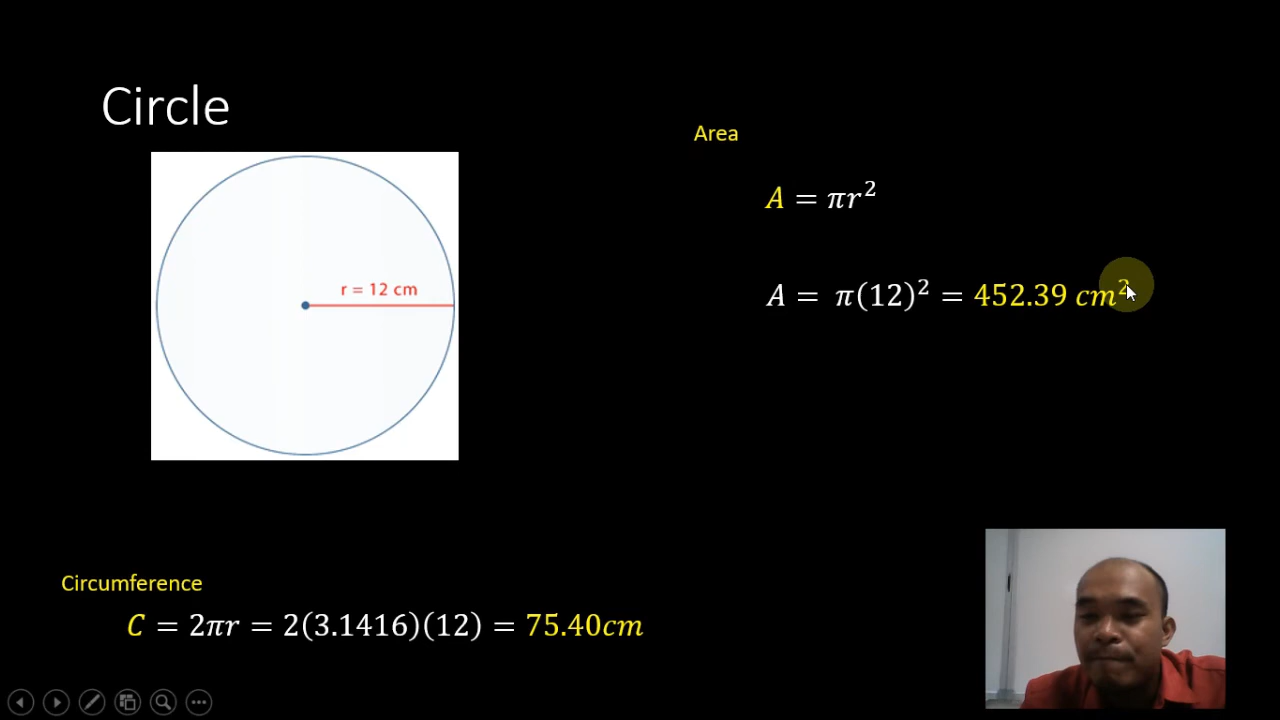 Circle
r = 12 cm
Area
A = πr²
A = π(12)² = 452.39 cm²
Circumference
C = 2πr = 2(3.1416)(12) = 75.40cm